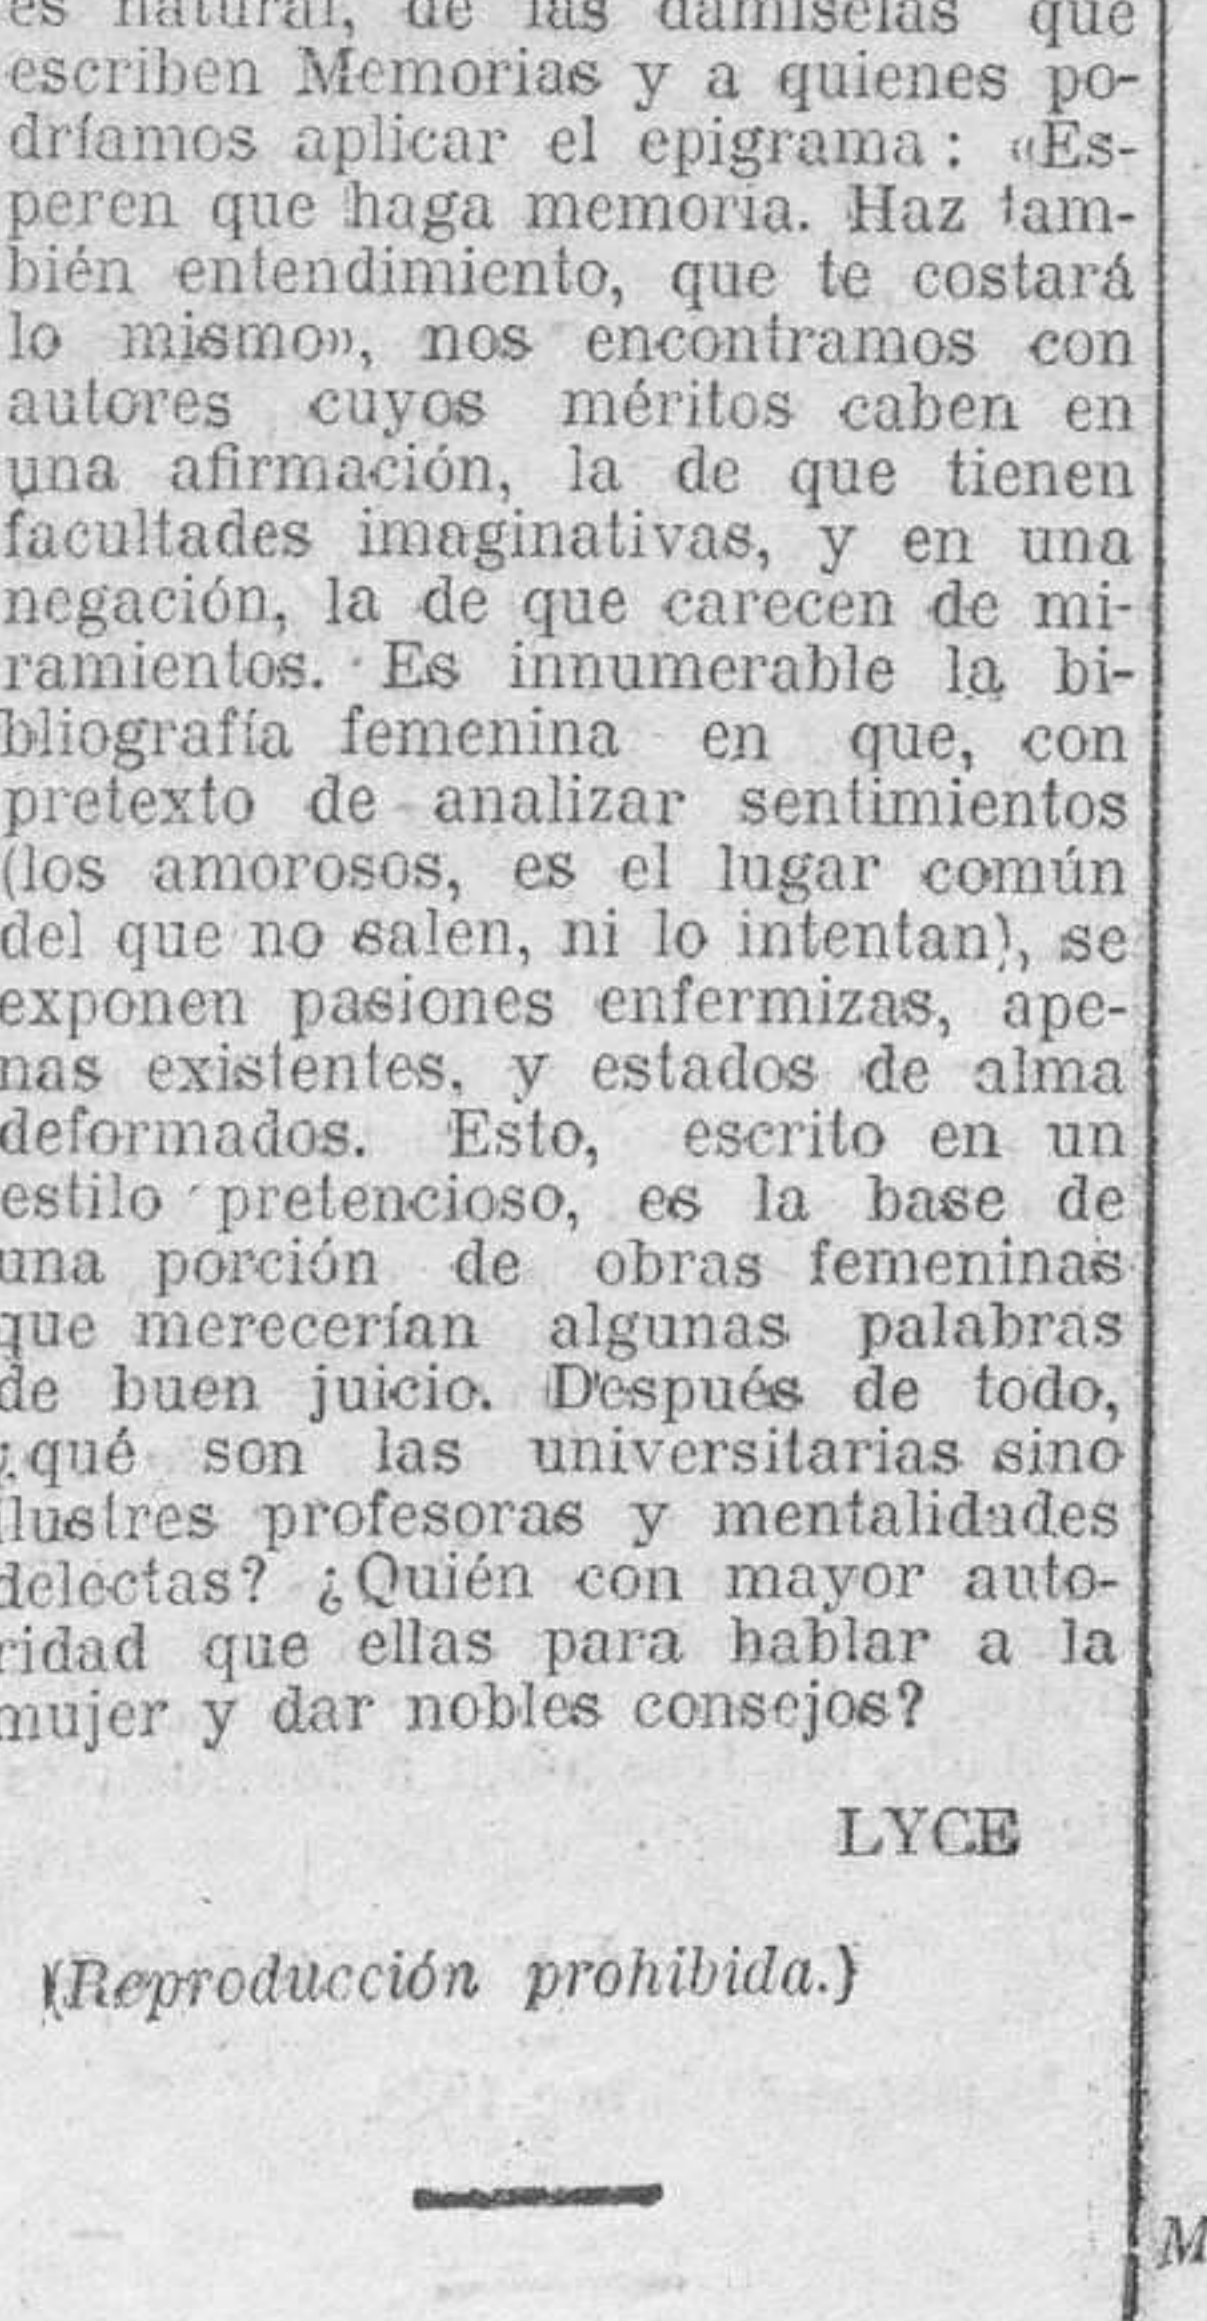 es natural, de las damiselas que
escriben Memorias y a quienes po-
dríamos aplicar el epigrama: «Es-
peren que haga memoria. Haz tam-
bién entendimiento, que te costará
lo mismo», nos encontramos con
autores cuyos méritos caben en
una afirmación, la de que tienen
facultades imaginativas, y en una
negación, la de que carecen de mi-
ramientos. Es innumerable la bi-
bliografía femenina en que, con
pretexto de analizar sentimientos
(los amorosos, es el lugar común
del que no salen, ni lo intentan), se
exponen pasiones enfermizas, ape-
nas existentes, y estados de alma
deformados. Esto, escrito en un
estilo pretencioso, es la base de
una porción de obras femeninas
que merecerían algunas palabras
de buen juicio. Después de todo,
¿qué son las universitarias sino
ilustres profesoras y mentalidades
delectas? ¿Quién con mayor auto-
ridad que ellas para hablar a la
mujer y dar nobles consejos?
LYCE
(Reproducción prohibida.)
M